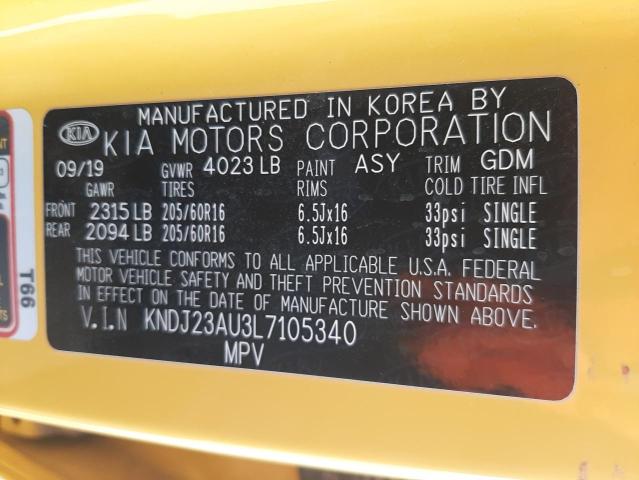 MANUFACTURED IN KOREA BY
KIA KIA MOTORS CORPORATION
09/19 GVWR 4023 LB PAINT ASY TRIM GDM
GAWR TIRES RIMS COLD TIRE INFL
FRONT 2315 LB 205/60R16 6.5Jx16 33psi SINGLE
REAR 2094 LB 205/60R16 6.5Jx16 33psi SINGLE
THIS VEHICLE CONFORMS TO ALL APPLICABLE U.S.A. FEDERAL
MOTOR VEHICLE SAFETY AND THEFT PREVENTION STANDARDS
IN EFFECT ON THE DATE OF MANUFACTURE SHOWN ABOVE.
V.I.N KNDJ23AU3L7105340
MPV
T66